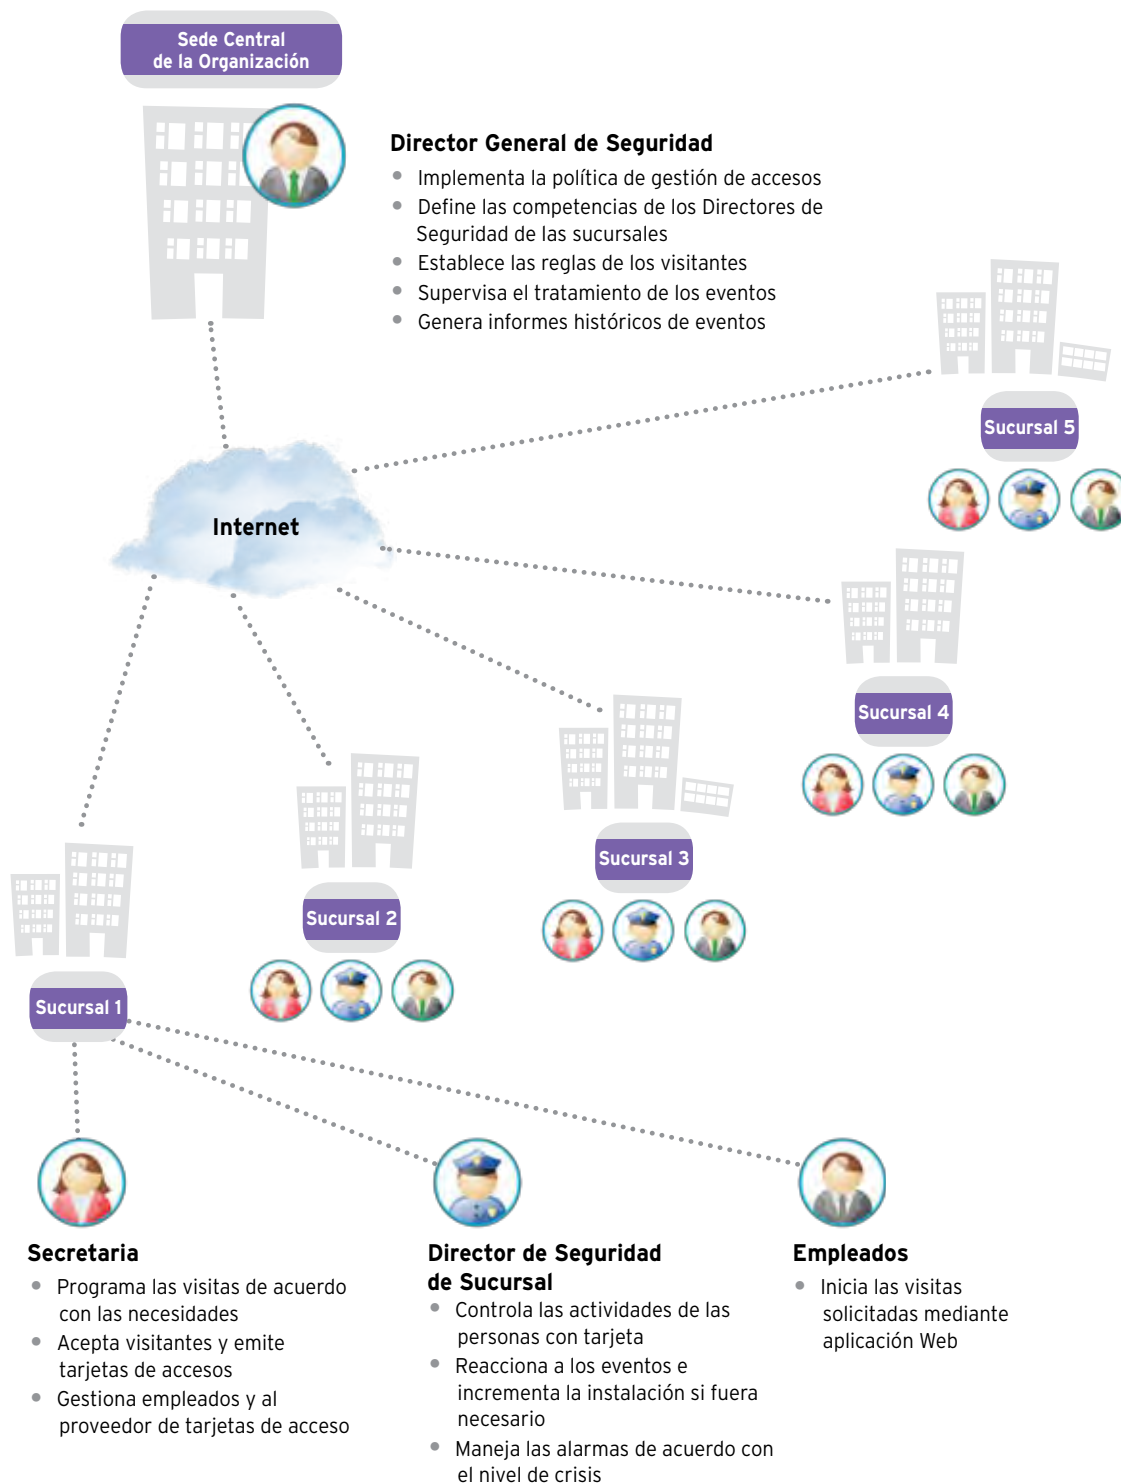 Sede Central
de la Organización
Director General de Seguridad
• Implementa la política de gestión de accesos
• Define las competencias de los Directores de
Seguridad de las sucursales
• Establece las reglas de los visitantes
• Supervisa el tratamiento de los eventos
• Genera informes históricos de eventos
Sucursal 5
Internet
Sucursal 4
Sucursal 3
Sucursal 2
Sucursal 1
Secretaria
• Programa las visitas de acuerdo
con las necesidades
• Acepta visitantes y emite
tarjetas de accesos
• Gestiona empleados y al
proveedor de tarjetas de acceso
Director de Seguridad
de Sucursal
• Controla las actividades de las
personas con tarjeta
• Reacciona a los eventos e
incrementa la instalación si fuera
necesario
• Maneja las alarmas de acuerdo con
el nivel de crisis
Empleados
• Inicia las visitas
solicitadas mediante
aplicación Web